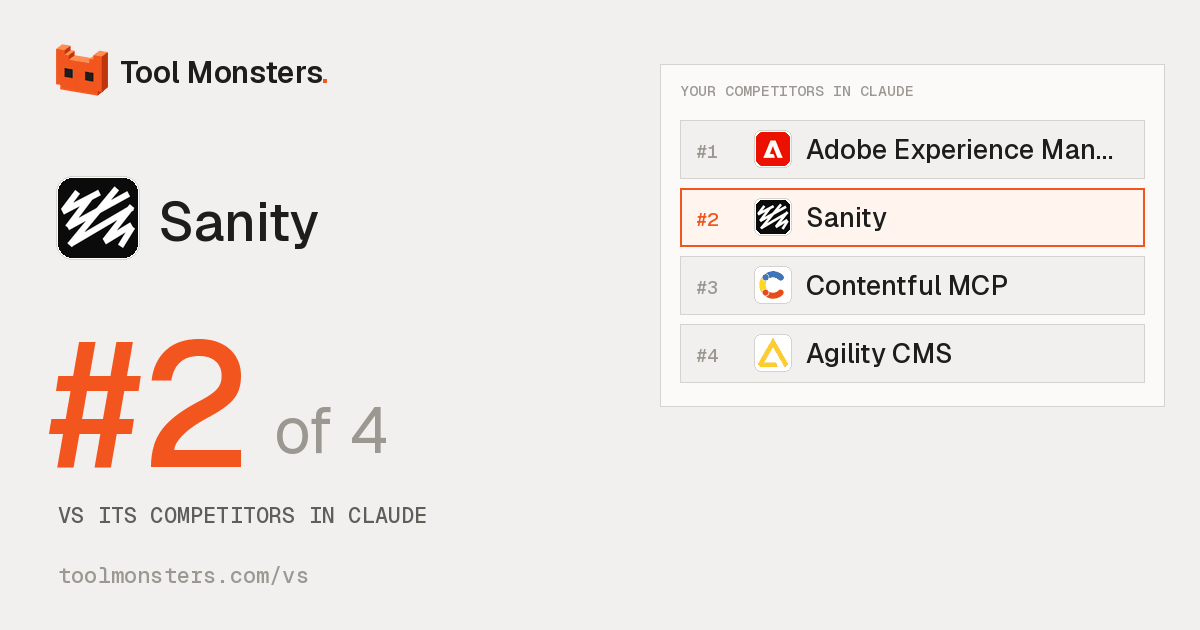 Tool Monsters.
Sanity
#2 of 4
VS ITS COMPETITORS IN CLAUDE
toolmonsters.com/vs
YOUR COMPETITORS IN CLAUDE
#1 Adobe Experience Man...
#2 Sanity
#3 Contentful MCP
#4 Agility CMS